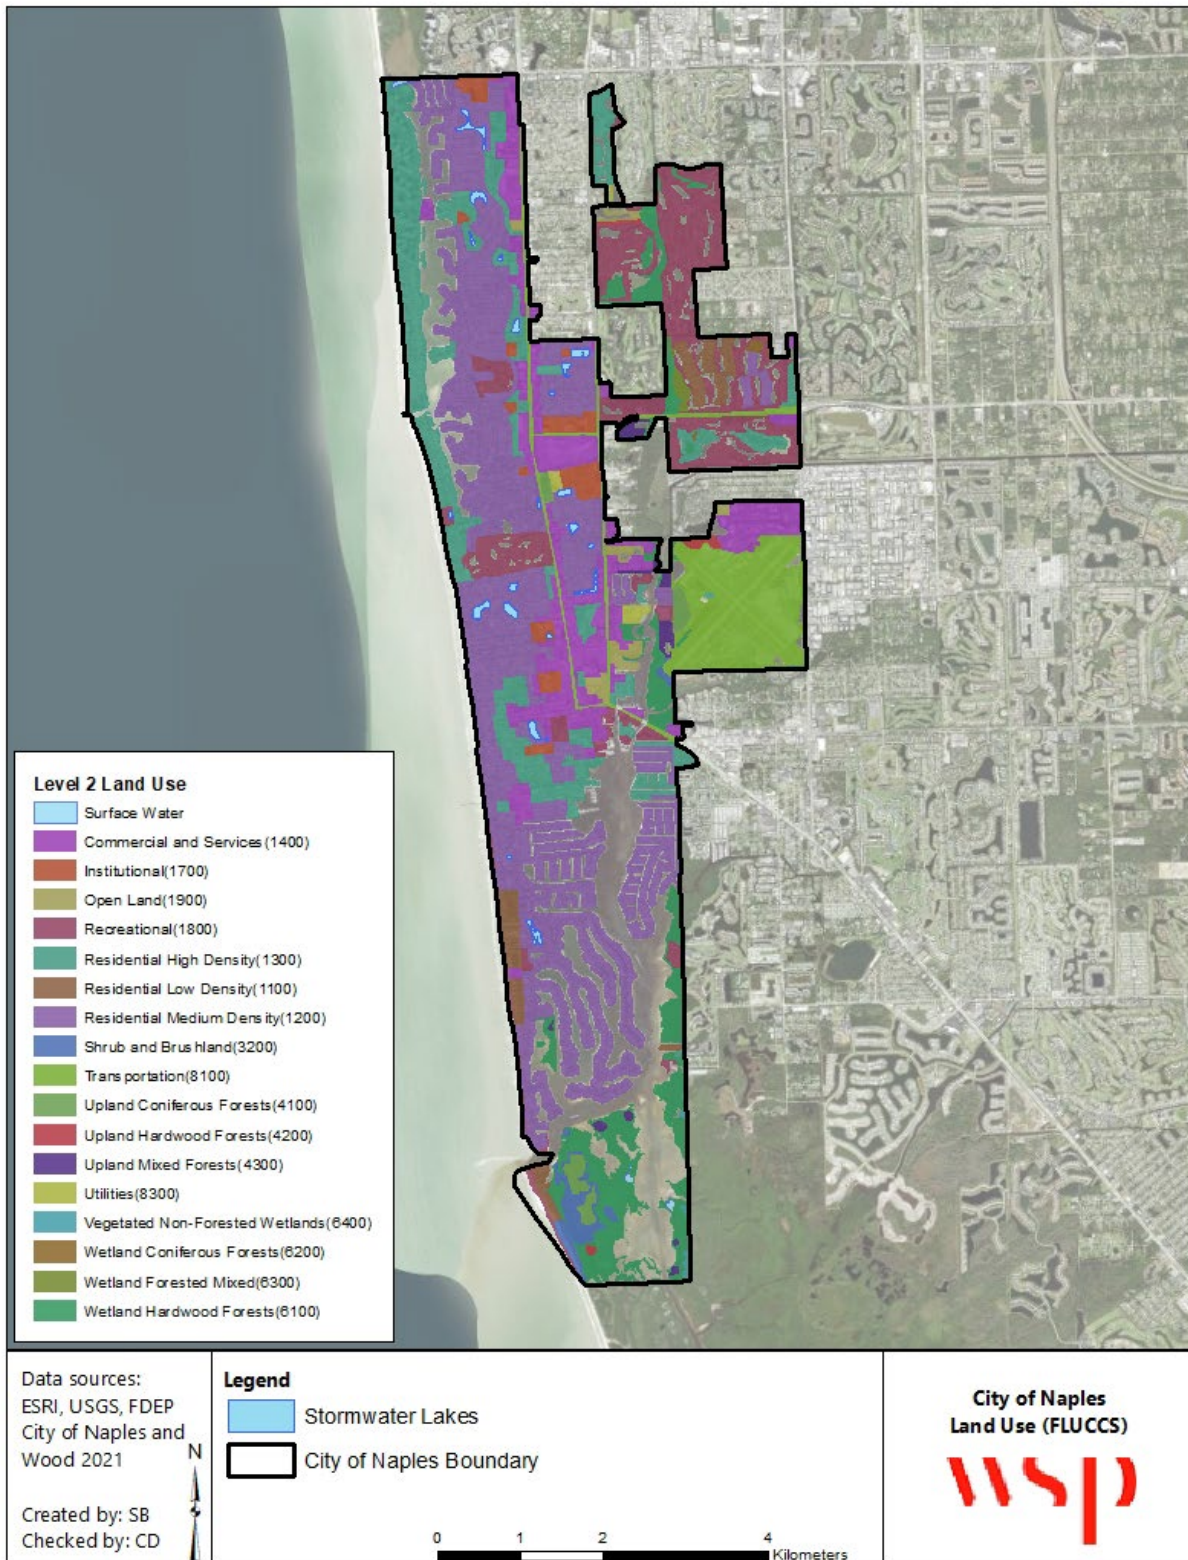 Level 2 Land Use
Surface Water
Commercial and Services(1400)
Institutional(1700)
Open Land(1900)
Recreational(1800)
Residential High Density(1300)
Residential Low Density(1100)
Residential Medium Density(1200)
Shrub and Brushland(3200)
Transportation(8100)
Upland Coniferous Forests(4100)
Upland Hardwood Forests(4200)
Upland Mixed Forests(4300)
Utilities(8300)
Vegetated Non-Forested Wetlands(6400)
Wetland Coniferous Forests(6200)
Wetland Forested Mixed(6300)
Wetland Hardwood Forests(6100)
Data sources:
ESRI, USGS, FDEP
City of Naples and
Wood 2021
N
Created by: SB
Checked by: CD
Legend
Stormwater Lakes
City of Naples Boundary
0 1 2 4
Kilometers
City of Naples
Land Use (FLUCCS)
wsp